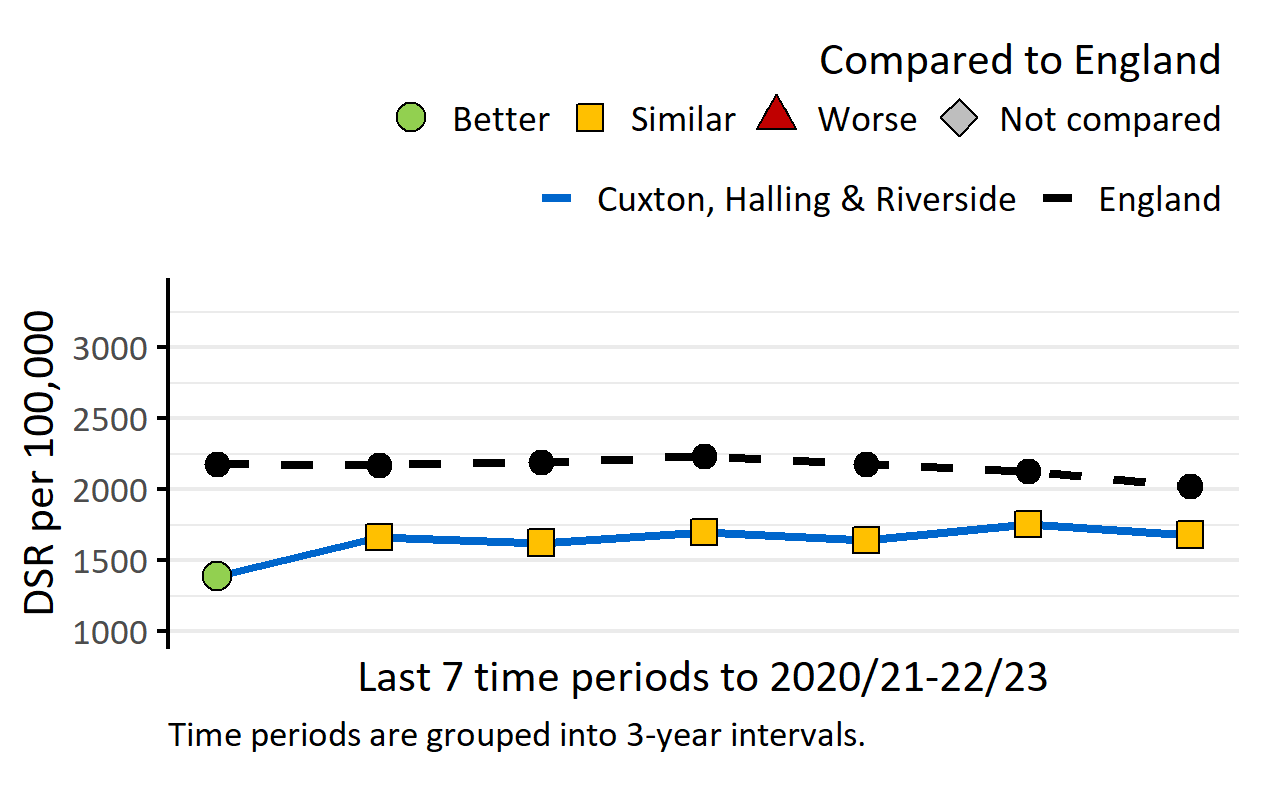 Compared to England
Better Similar Worse Not compared
Cuxton, Halling & Riverside England
DSR per 100,000
3000
2500
2000
1500
1000
Last 7 time periods to 2020/21-22/23
Time periods are grouped into 3-year intervals.